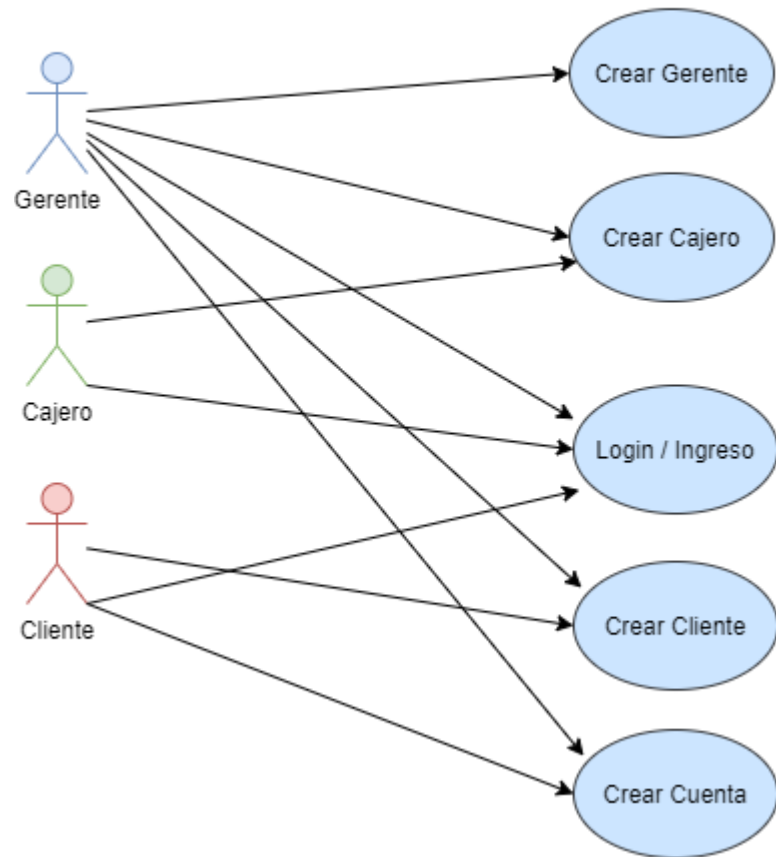 Crear Gerente
Gerente
Crear Cajero
Cajero
Login / Ingreso
Cliente
Crear Cliente
Crear Cuenta